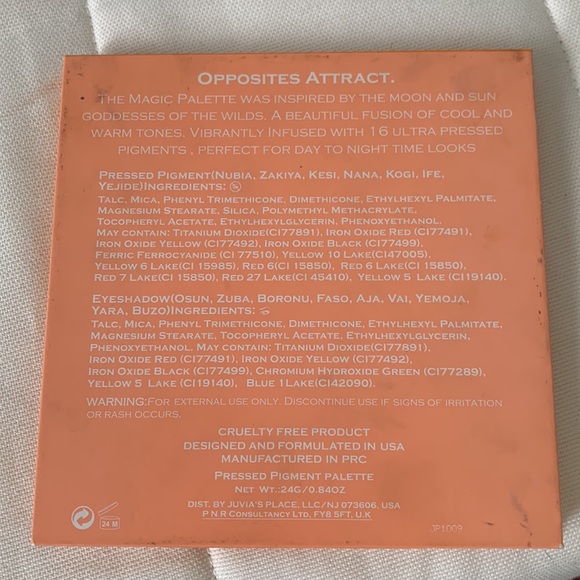 OPPOSITES ATTRACT.
THE MAGIC PALETTE WAS INSPIRED BY THE MOON AND SUN
GODDESSES OF THE WILDS. A BEAUTIFUL FUSION OF COOL AND
WARM TONES. VIBRANTLY INFUSED WITH 16 ULTRA PRESSED
PIGMENTS , PERFECT FOR DAY TO NIGHT TIME LOOKS
PRESSED PIGMENT(NUBIA, ZAKIYA, KESI, NANA, KOGI, IFE,
YEJIDE)INGREDIENTS:
TALC, MICA, PHENYL TRIMETHICONE, DIMETHICONE, ETHYLHEXYL PALMITATE,
MAGNESIUM STEARATE, SILICA, POLYMETHYL METHACRYLATE,
TOCOPHERYL ACETATE, ETHYLHEXYLGLYCERIN, PHENOXYETHANOL.
MAY CONTAIN: TITANIUM DIOXIDE(CI77891), IRON OXIDE RED (CI77491),
IRON OXIDE YELLOW (CI77492), IRON OXIDE BLACK (CI77499),
FERRIC FERROCYANIDE (CI 77510), YELLOW 10 LAKE(CI47005),
YELLOW 6 LAKE(CI 15985), RED 6(CI 15850), RED 6 LAKE(CI 15850),
RED 7 LAKE(CI 15850), RED 27 LAKE(CI 45410), YELLOW 5 LAKE(CI19140).
EYESHADOW(OSUN, ZUBA, BORONU, FASO, AJA, VAI, YEMOJA,
YARA, BUZO)INGREDIENTS:
TALC, MICA, PHENYL TRIMETHICONE, DIMETHICONE, ETHYLHEXYL PALMITATE,
MAGNESIUM STEARATE, TOCOPHERYL ACETATE, ETHYLHEXYLGLYCERIN,
PHENOXYETHANOL. MAY CONTAIN: TITANIUM DIOXIDE(CI77891),
IRON OXIDE RED (CI77491), IRON OXIDE YELLOW (CI77492),
IRON OXIDE BLACK (CI77499), CHROMIUM HYDROXIDE GREEN (CI77289),
YELLOW 5 LAKE (CI19140), BLUE 1LAKE(CI42090).
WARNING:FOR EXTERNAL USE ONLY. DISCONTINUE USE IF SIGNS OF IRRITATION
OR RASH OCCURS.
CRUELTY FREE PRODUCT
DESIGNED AND FORMULATED IN USA
MANUFACTURED IN PRC
PRESSED PIGMENT PALETTE
NET WT.:24G/0.84OZ
DIST. BY JUVIA'S PLACE, LLC/NJ 073606, USA
P N R CONSULTANCY LTD, FY8 5FT, U.K
24 M
JP1009